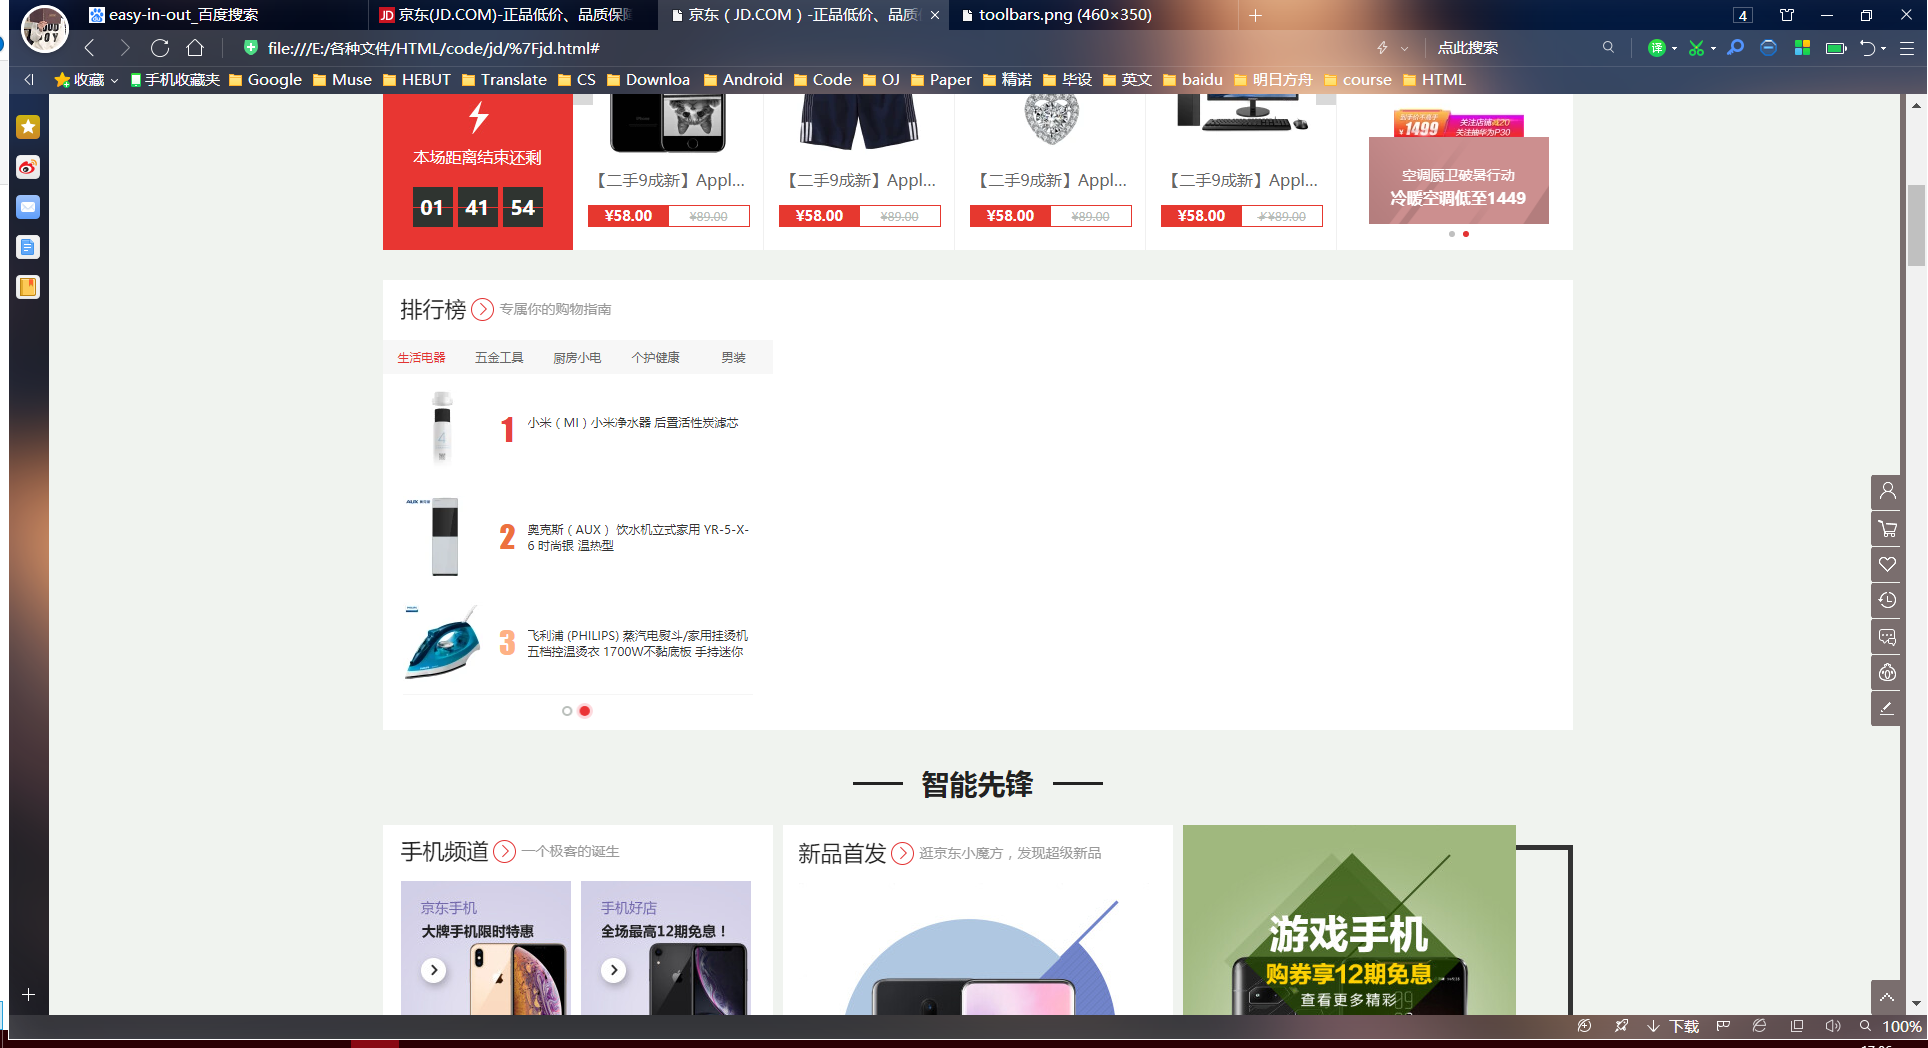 easy-in-out_百度搜索
JD 京东(JD.COM)-正品低价、品质保障
京东（JD.COM）-正品低价、品质
toolbars.png (460×350)
4
file:///E:/各种文件/HTML/code/jd/%7Fjd.html#
点此搜索
译
收藏
手机收藏夹
Google
Muse
HEBUT
Translate
CS
Downloa
Android
Code
OJ
Paper
精诺
毕设
英文
baidu
明日方舟
course
HTML
本场距离结束还剩
01 41 54
【二手9成新】Appl...
¥58.00 ¥89.00
【二手9成新】Appl...
¥58.00 ¥89.00
【二手9成新】Appl...
¥58.00 ¥89.00
【二手9成新】Appl...
¥58.00 ¥¥89.00
¥1499
关注店铺减20
关注抽华为P30
空调厨卫破暑行动
冷暖空调低至1449
排行榜
专属你的购物指南
生活电器
五金工具
厨房小电
个护健康
男装
1
小米（MI）小米净水器 后置活性炭滤芯
AUX
2
奥克斯（AUX） 饮水机立式家用 YR-5-X-
6 时尚银 温热型
3
飞利浦 (PHILIPS) 蒸汽电熨斗/家用挂烫机
五档控温烫衣 1700W不黏底板 手持迷你
智能先锋
手机频道
一个极客的诞生
京东手机
大牌手机限时特惠
手机好店
全场最高12期免息！
新品首发
逛京东小魔方，发现超级新品
游戏手机
购券享12期免息
查看更多精彩
下载
100%